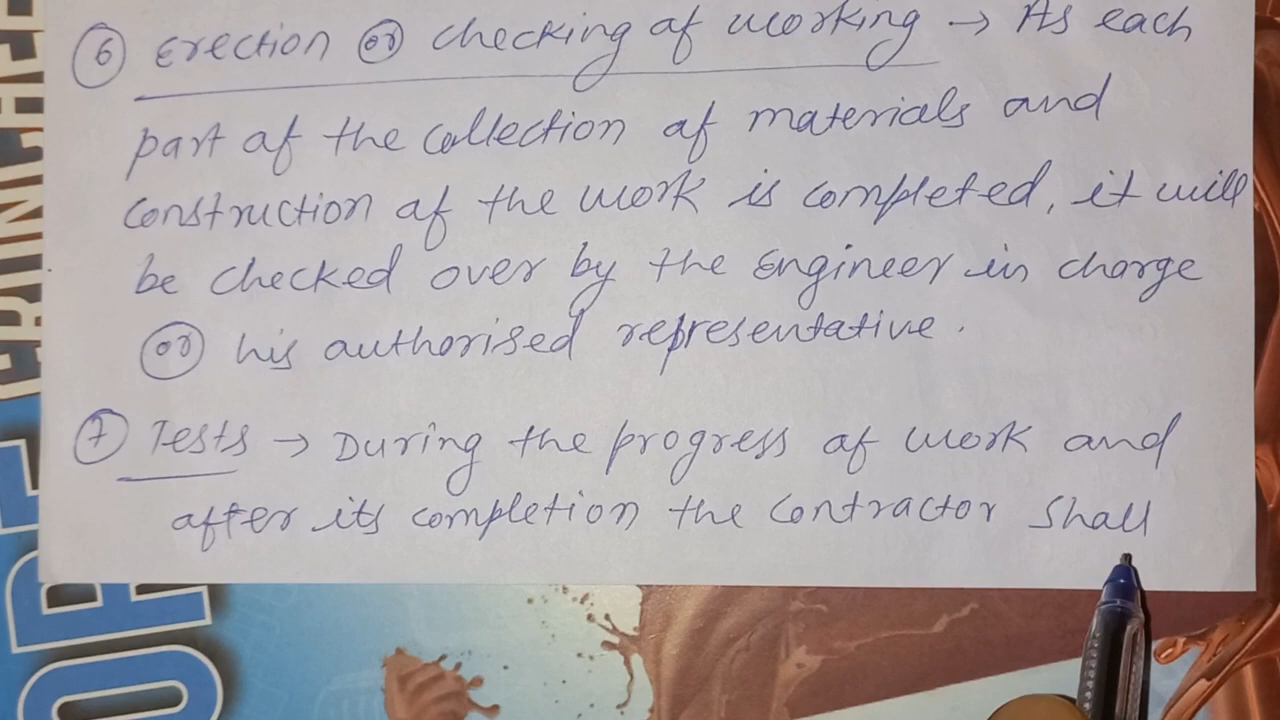 ⑥ Erection (or) checking of working → As each
part of the collection of materials and
construction of the work is completed, it will
be checked over by the Engineer in charge
(or) his authorised representative.
⑦ Tests → During the progress of work and
after its completion the contractor shall